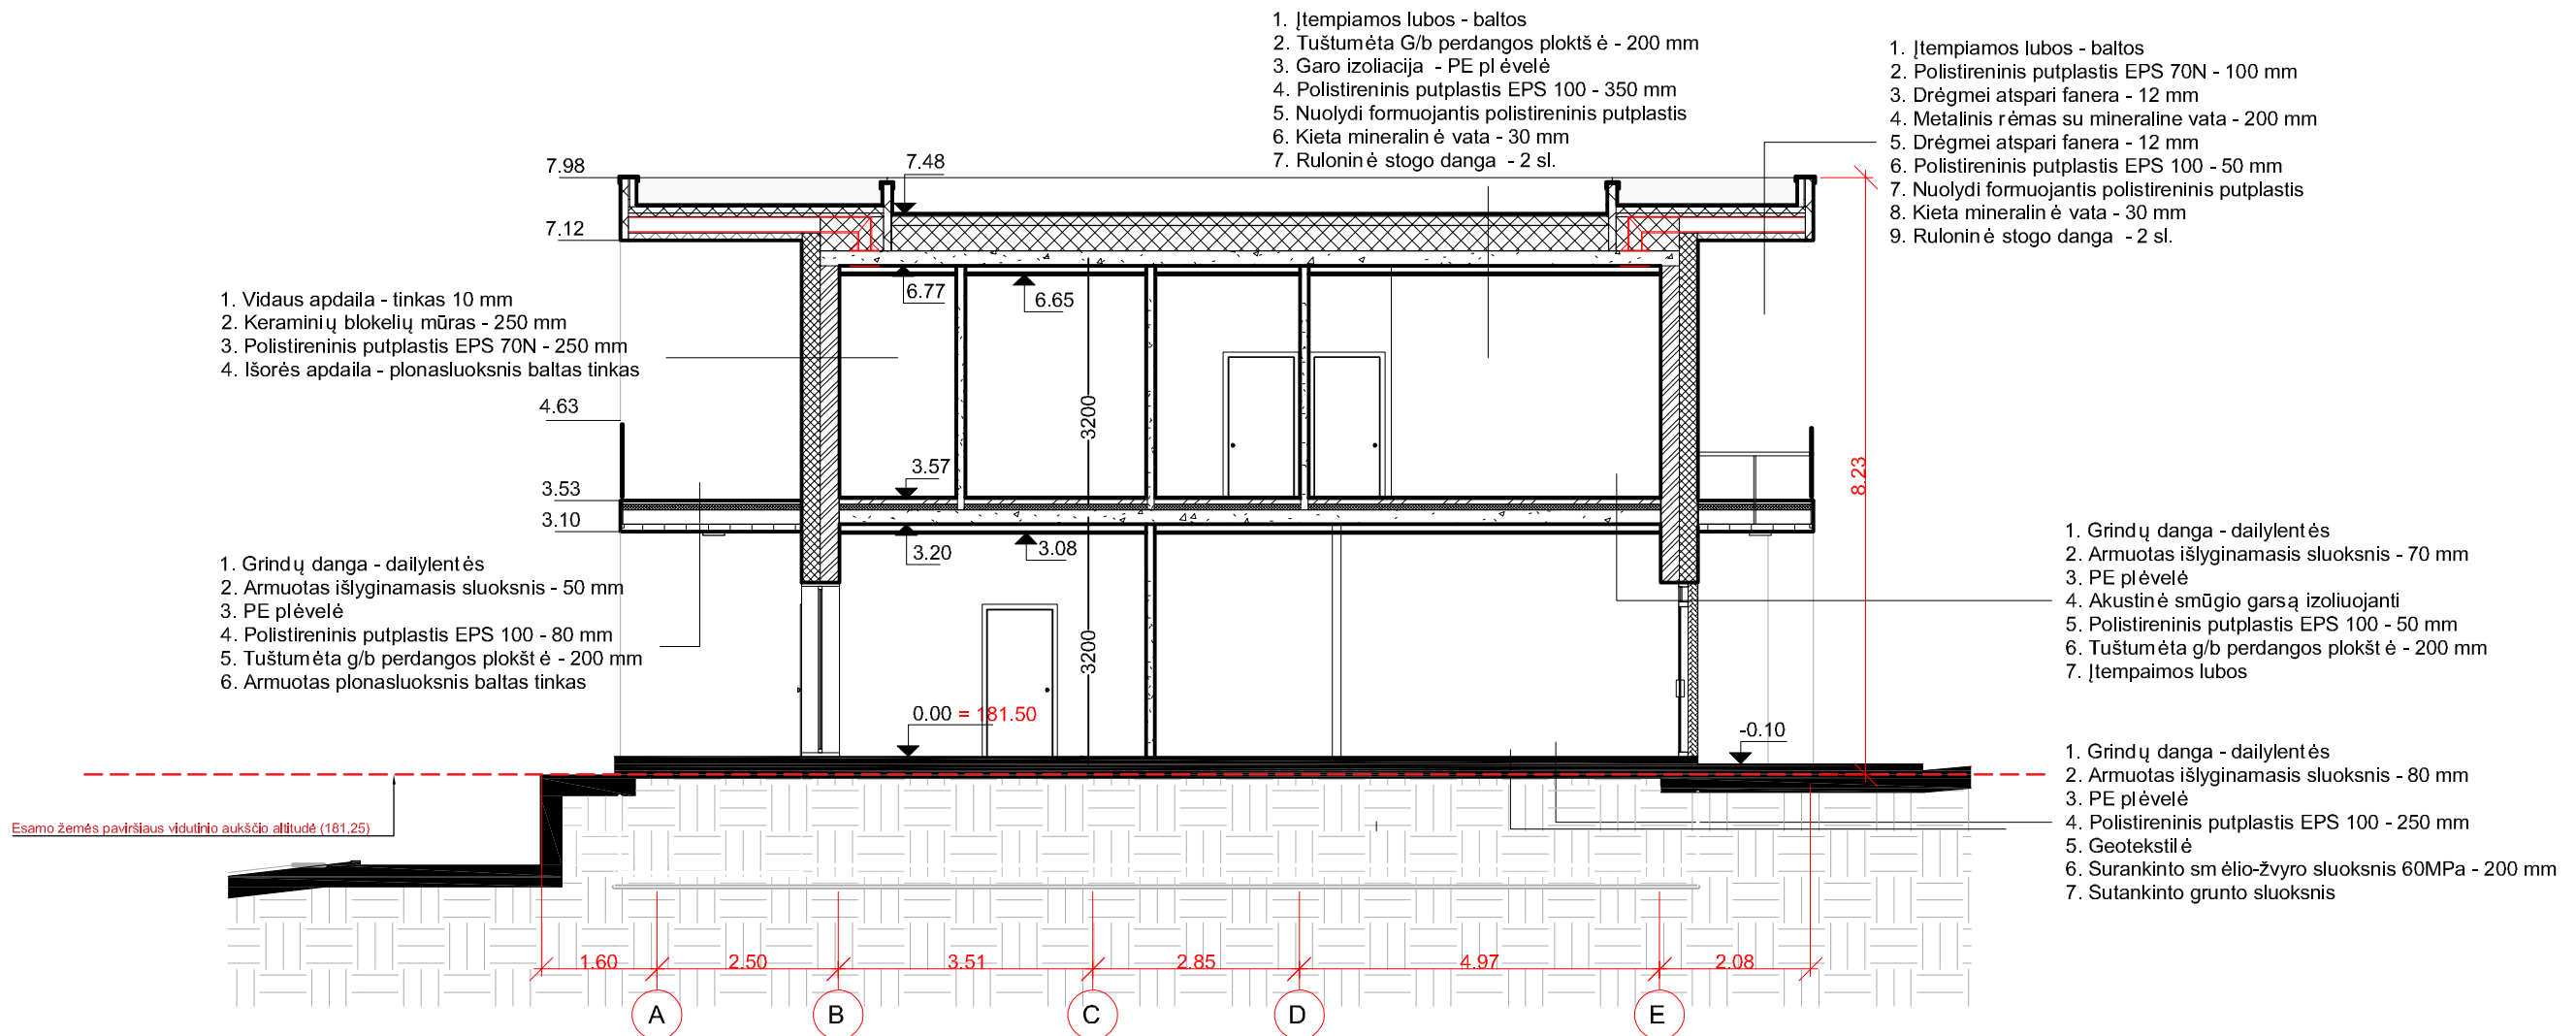 1. Įtempiamos lubos - baltos
2. Tuštumėta G/b perdangos ploktšė - 200 mm
3. Garo izoliacija - PE plėvelė
4. Polistireninis putplastis EPS 100 - 350 mm
5. Nuolydi formuojantis polistireninis putplastis
6. Kieta mineralinė vata - 30 mm
7. Ruloninė stogo danga - 2 sl.
1. Įtempiamos lubos - baltos
2. Polistireninis putplastis EPS 70N - 100 mm
3. Drėgmei atspari fanera - 12 mm
4. Metalinis rėmas su mineraline vata - 200 mm
5. Drėgmei atspari fanera - 12 mm
6. Polistireninis putplastis EPS 100 - 50 mm
7. Nuolydi formuojantis polistireninis putplastis
8. Kieta mineralinė vata - 30 mm
9. Ruloninė stogo danga - 2 sl.
7.98
7.48
7.12
6.77
6.65
1. Vidaus apdaila - tinkas 10 mm
2. Keraminių blokelių mūras - 250 mm
3. Polistireninis putplastis EPS 70N - 250 mm
4. Išorės apdaila - plonasluoksnis baltas tinkas
4.63
3200
3.57
8.23
3.53
3.10
3.20
3.08
1. Grindų danga - dailylentės
2. Armuotas išlyginamasis sluoksnis - 50 mm
3. PE plėvelė
4. Polistireninis putplastis EPS 100 - 80 mm
5. Tuštumėta g/b perdangos plokštė - 200 mm
6. Armuotas plonasluoksnis baltas tinkas
1. Grindų danga - dailylentės
2. Armuotas išlyginamasis sluoksnis - 70 mm
3. PE plėvelė
4. Akustinė smūgio garsą izoliuojanti
5. Polistireninis putplastis EPS 100 - 50 mm
6. Tuštumėta g/b perdangos plokštė - 200 mm
7. Įtempaimos lubos
3200
0.00 = 181.50
-0.10
1. Grindų danga - dailylentės
2. Armuotas išlyginamasis sluoksnis - 80 mm
3. PE plėvelė
4. Polistireninis putplastis EPS 100 - 250 mm
5. Geotekstilė
6. Surankinto smėlio-žvyro sluoksnis 60MPa - 200 mm
7. Sutankinto grunto sluoksnis
Esamo žemės paviršiaus vidutinio aukščio altitudė (181,25)
1.60 2.50 3.51 2.85 4.97 2.08
A B C D E